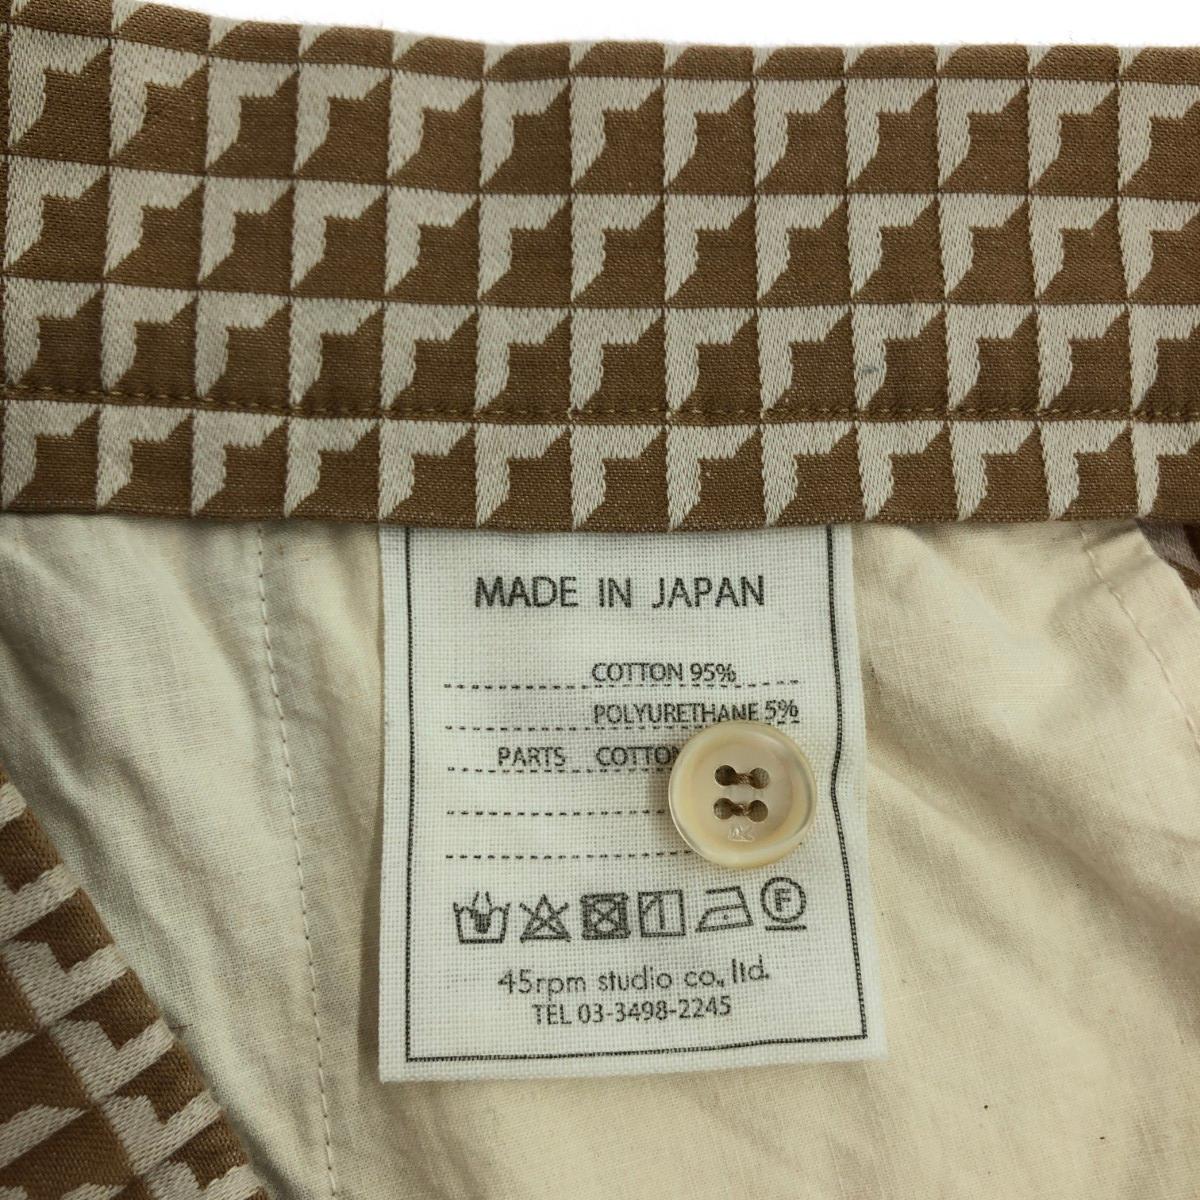 MADE IN JAPAN
COTTON 95%
POLYURETHANE 5%
PARTS COTTON
F
45rpm studio co., ltd.
TEL 03-3498-2245